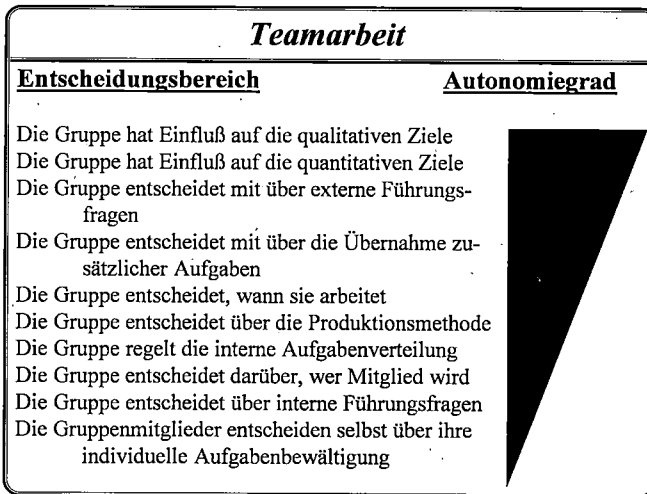 Teamarbeit
Entscheidungsbereich Autonomiegrad
Die Gruppe hat Einfluß auf die qualitativen Ziele
Die Gruppe hat Einfluß auf die quantitativen Ziele
Die Gruppe entscheidet mit über externe Führungs-
fragen
Die Gruppe entscheidet mit über die Übernahme zu-
sätzlicher Aufgaben
Die Gruppe entscheidet, wann sie arbeitet
Die Gruppe entscheidet über die Produktionsmethode
Die Gruppe regelt die interne Aufgabenverteilung
Die Gruppe entscheidet darüber, wer Mitglied wird
Die Gruppe entscheidet über interne Führungsfragen
Die Gruppenmitglieder entscheiden selbst über ihre
individuelle Aufgabenbewältigung